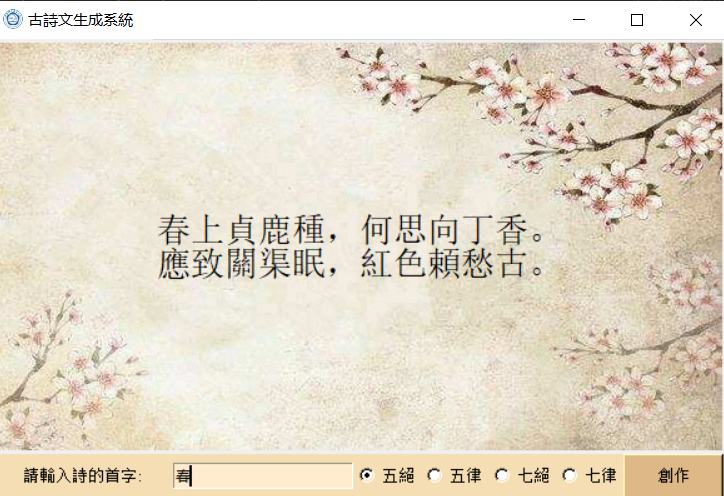 古詩文生成系統
春上貞鹿種，何思向丁香。
應致關渠眠，紅色頼愁古。
請輸入詩的首字:
春
五絕 五律 七絕 七律
創作